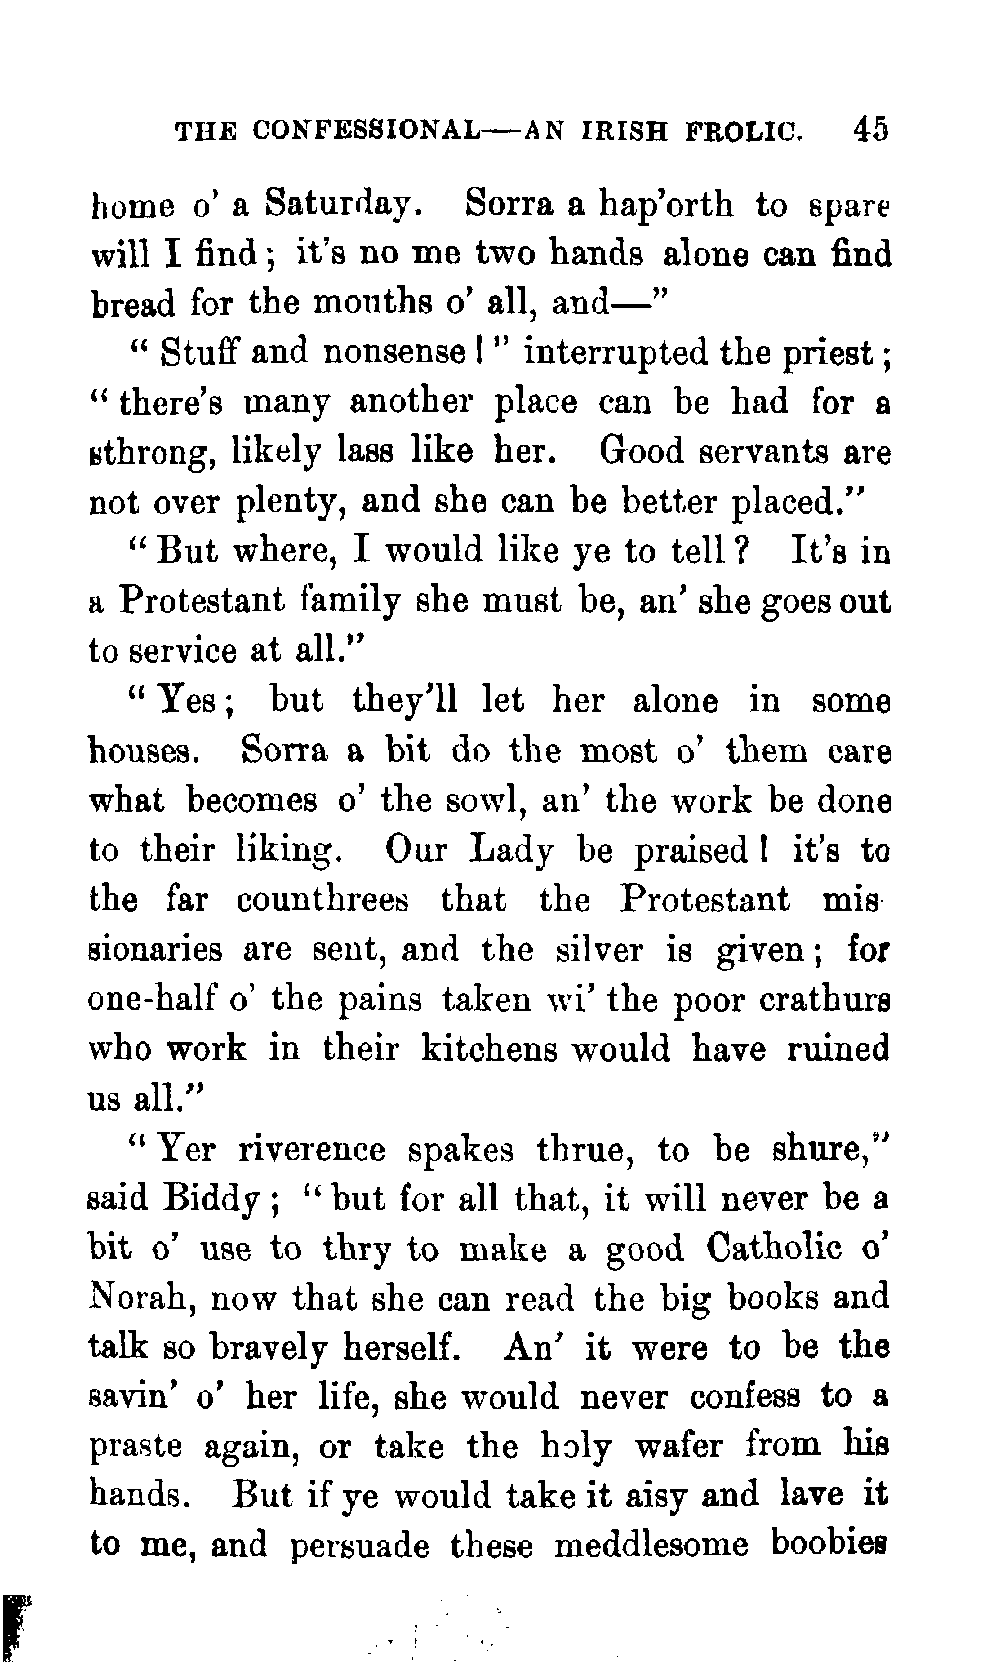 THE CONFESSIONAL—AN IRISH FROLIC. 45
home o' a Saturday. Sorra a hap'orth to spare
will I find; it's no me two hands alone can find
bread for the mouths o' all, and—"
"Stuff and nonsense!" interrupted the priest;
"there's many another place can be had for a
sthrong, likely lass like her. Good servants are
not over plenty, and she can be better placed."
"But where, I would like ye to tell? It's in
a Protestant family she must be, an' she goes out
to service at all."
"Yes; but they'll let her alone in some
houses. Sorra a bit do the most o' them care
what becomes o' the sowl, an' the work be done
to their liking. Our Lady be praised! it's to
the far counthrees that the Protestant mis-
sionaries are sent, and the silver is given; for
one-half o' the pains taken wi' the poor crathurs
who work in their kitchens would have ruined
us all."
"Yer riverence spakes thrue, to be shure,"
said Biddy; "but for all that, it will never be a
bit o' use to thry to make a good Catholic o'
Norah, now that she can read the big books and
talk so bravely herself. An' it were to be the
savin' o' her life, she would never confess to a
praste again, or take the holy wafer from his
hands. But if ye would take it aisy and lave it
to me, and persuade these meddlesome boobies